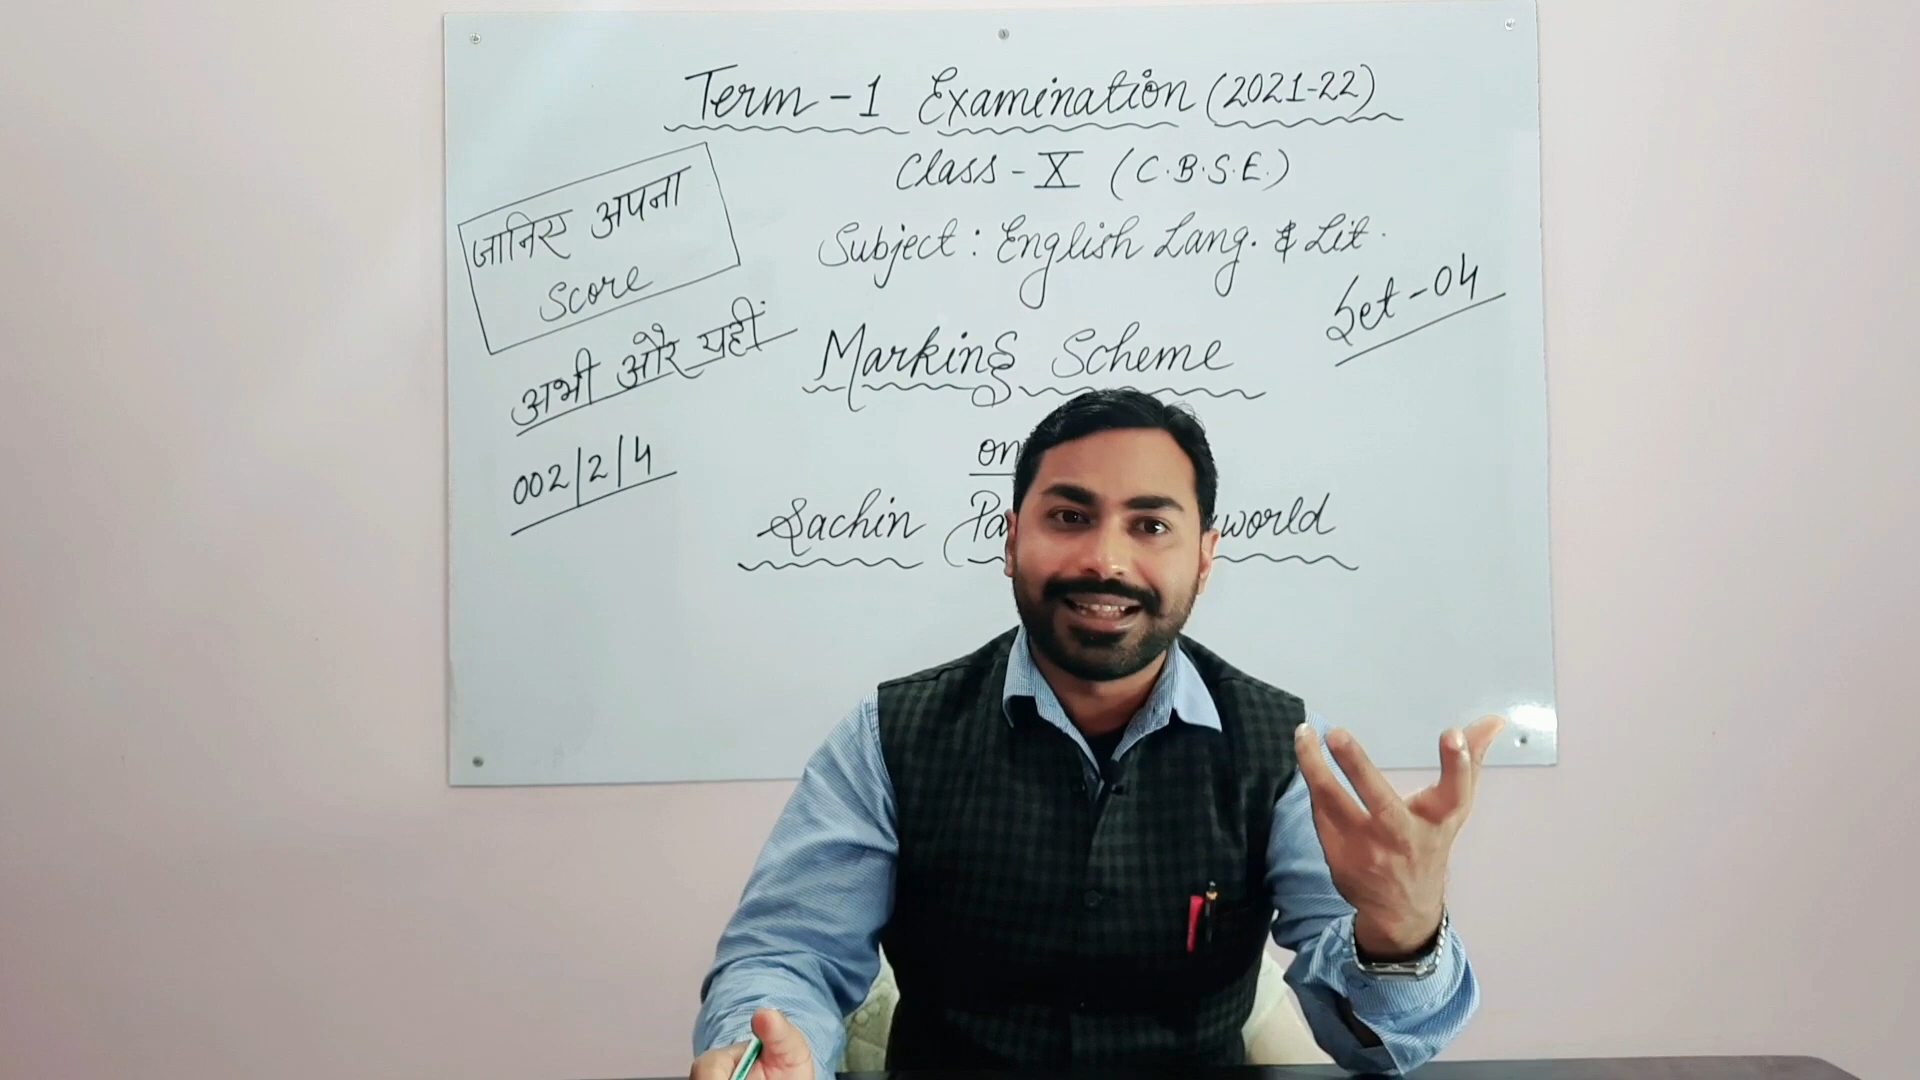 Term-1 Examination (2021-22)
Class-X (C.B.S.E.)
Subject: English Lang. & Lit.
Set-04
Marking Scheme
on
Sachin Pa world
जानिए अपना
Score
अभी और यहीं
002/2/4